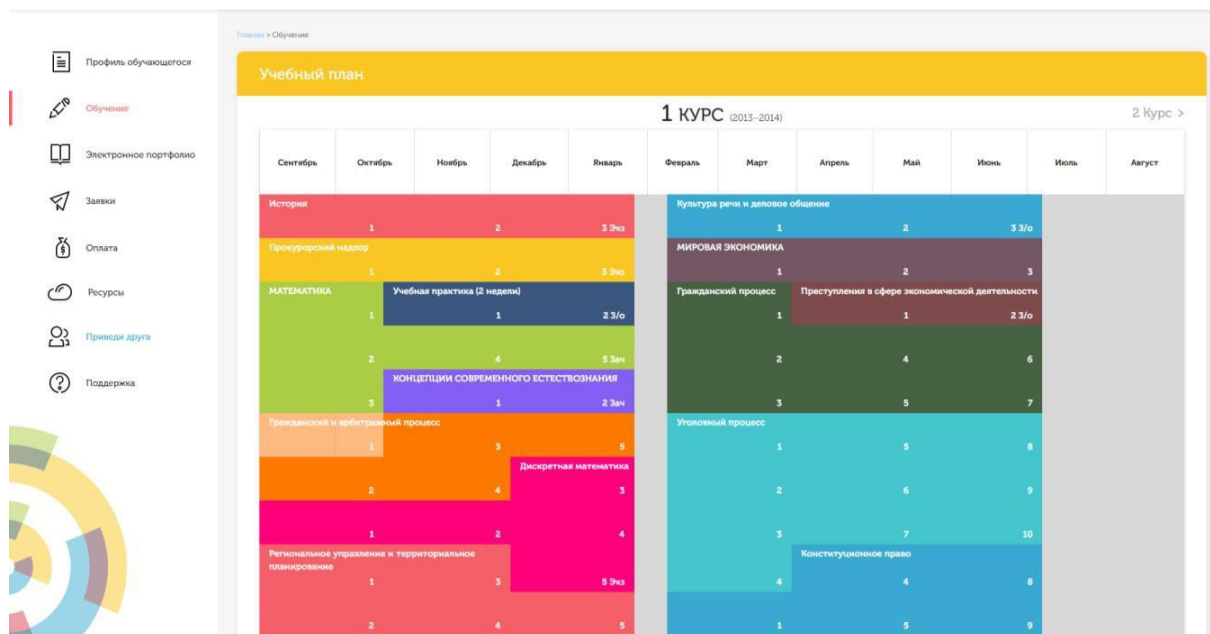 Главная > Обучение
Профиль обучающегося
Обучение
Электронное портфолио
Заявки
Оплата
Ресурсы
Приведи друга
Поддержка
Учебный план
1 КУРС (2013-2014)
2 Курс >
Сентябрь Октябрь Ноябрь Декабрь Январь Февраль Март Апрель Май Июнь Июль Август
История
1 2 3 Экз
Культура речи и деловое общение
1 2 3 З/о
Прокурорский надзор
1 2 3 Экз
МИРОВАЯ ЭКОНОМИКА
1 2 3
МАТЕМАТИКА
Учебная практика (2 недели)
1 1 2 З/о
Гражданский процесс
Преступления в сфере экономической деятельности
1 1 2 З/о
2 4 5 Зач
2 4 6
КОНЦЕПЦИИ СОВРЕМЕННОГО ЕСТЕСТВОЗНАНИЯ
3 1 2 Зач
3 5 7
Гражданский и арбитражный процесс
1 3 5
Уголовный процесс
1 5 8
Дискретная математика
2 4 3
2 6 9
1 2 4
3 7 10
Региональное управление и территориальное
планирование
1 3 5 Экз
Конституционное право
4 4 8
2 4 5
1 5 9